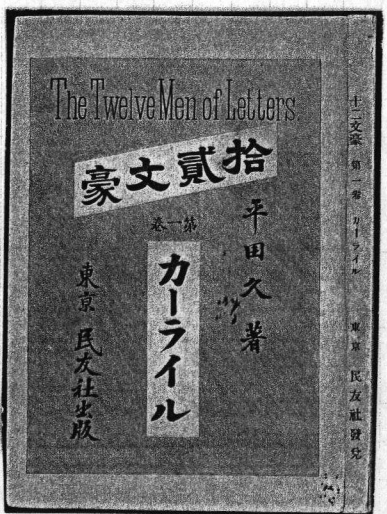 The Twelve Men of Letters
拾貳文豪
第一巻
平田久著
カーライル
東京 民友社出版
十二文豪 第一巻 カーライル 東京 民友社發兌